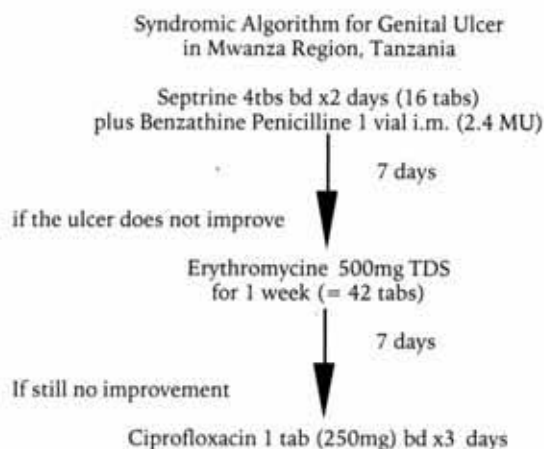 Syndromic Algorithm for Genital Ulcer
in Mwanza Region, Tanzania
Septrine 4tbs bd x2 days (16 tabs)
plus Benzathine Penicilline 1 vial i.m. (2.4 MU)
7 days
if the ulcer does not improve
Erythromycine 500mg TDS
for 1 week (= 42 tabs)
7 days
If still no improvement
Ciprofloxacin 1 tab (250mg) bd x3 days